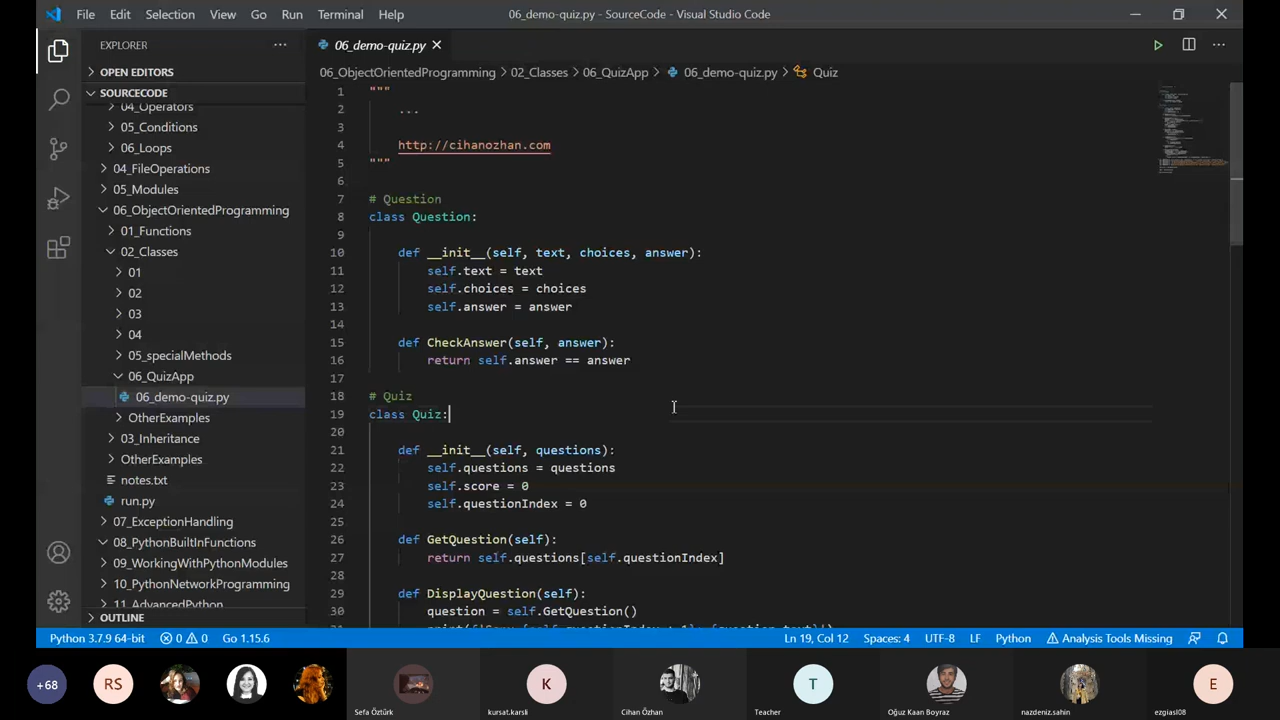 File Edit Selection View Go Run Terminal Help 06_demo-quiz.py - SourceCode - Visual Studio Code
EXPLORER
06_demo-quiz.py
OPEN EDITORS
06_ObjectOrientedProgramming > 02_Classes > 06_QuizApp > 06_demo-quiz.py > Quiz
SOURCECODE
04_Operators
05_Conditions
06_Loops
04_FileOperations
05_Modules
06_ObjectOrientedProgramming
01_Functions
02_Classes
01
02
03
04
05_specialMethods
06_QuizApp
06_demo-quiz.py
OtherExamples
03_Inheritance
OtherExamples
notes.txt
run.py
07_ExceptionHandling
08_PythonBuiltInFunctions
09_WorkingWithPythonModules
10_PythonNetworkProgramming
11_AdvancedPython
OUTLINE
1 """
2 ...
3
4 http://cihanozhan.com
5 """
6
7 # Question
8 class Question:
9
10 def __init__(self, text, choices, answer):
11 self.text = text
12 self.choices = choices
13 self.answer = answer
14
15 def CheckAnswer(self, answer):
16 return self.answer == answer
17
18 # Quiz
19 class Quiz:
20
21 def __init__(self, questions):
22 self.questions = questions
23 self.score = 0
24 self.questionIndex = 0
25
26 def GetQuestion(self):
27 return self.questions[self.questionIndex]
28
29 def DisplayQuestion(self):
30 question = self.GetQuestion()
Python 3.7.9 64-bit 0 0 Go 1.15.6 Ln 19, Col 12 Spaces: 4 UTF-8 LF Python Analysis Tools Missing
+68 RS K T E
Sefa Öztürk kursat.karsli Cihan Özhan Teacher Oğuz Kaan Boyraz nazdeniz.sahin ezgiasl08